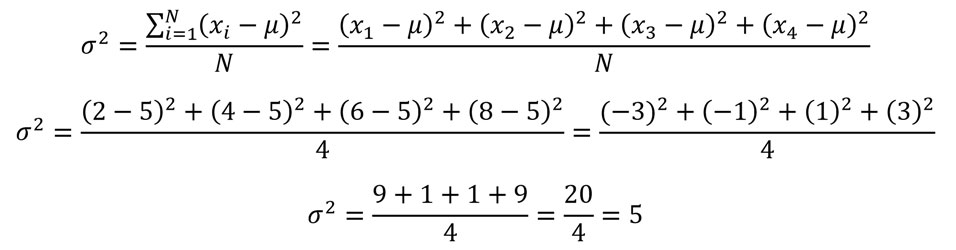 σ² = ∑ᵢ₌₁ᴺ(xᵢ − μ)² / N = (x₁ − μ)² + (x₂ − μ)² + (x₃ − μ)² + (x₄ − μ)² / N
σ² = (2 − 5)² + (4 − 5)² + (6 − 5)² + (8 − 5)² / 4 = (−3)² + (−1)² + (1)² + (3)² / 4
σ² = 9 + 1 + 1 + 9 / 4 = 20 / 4 = 5